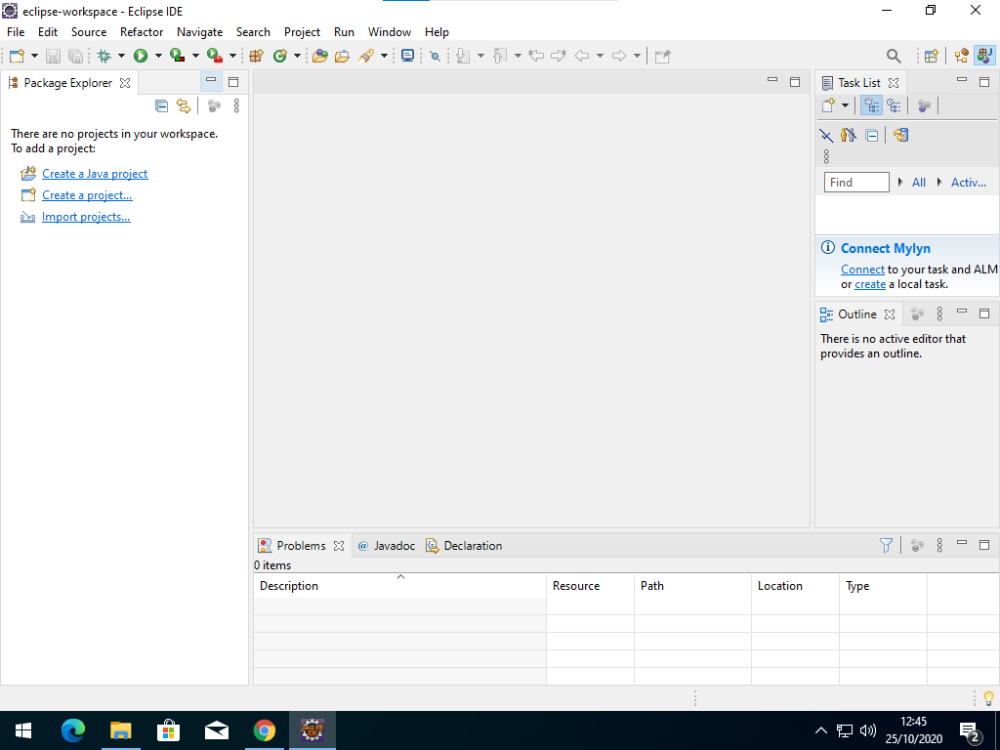 eclipse-workspace - Eclipse IDE
File Edit Source Refactor Navigate Search Project Run Window Help
Package Explorer
There are no projects in your workspace.
To add a project:
Create a Java project
Create a project...
Import projects...
Task List
Find All Activ...
Connect Mylyn
Connect to your task and ALM
or create a local task.
Outline
There is no active editor that
provides an outline.
Problems @ Javadoc Declaration
0 items
Description Resource Path Location Type
Java EE
IDE
12:45
25/10/2020
2